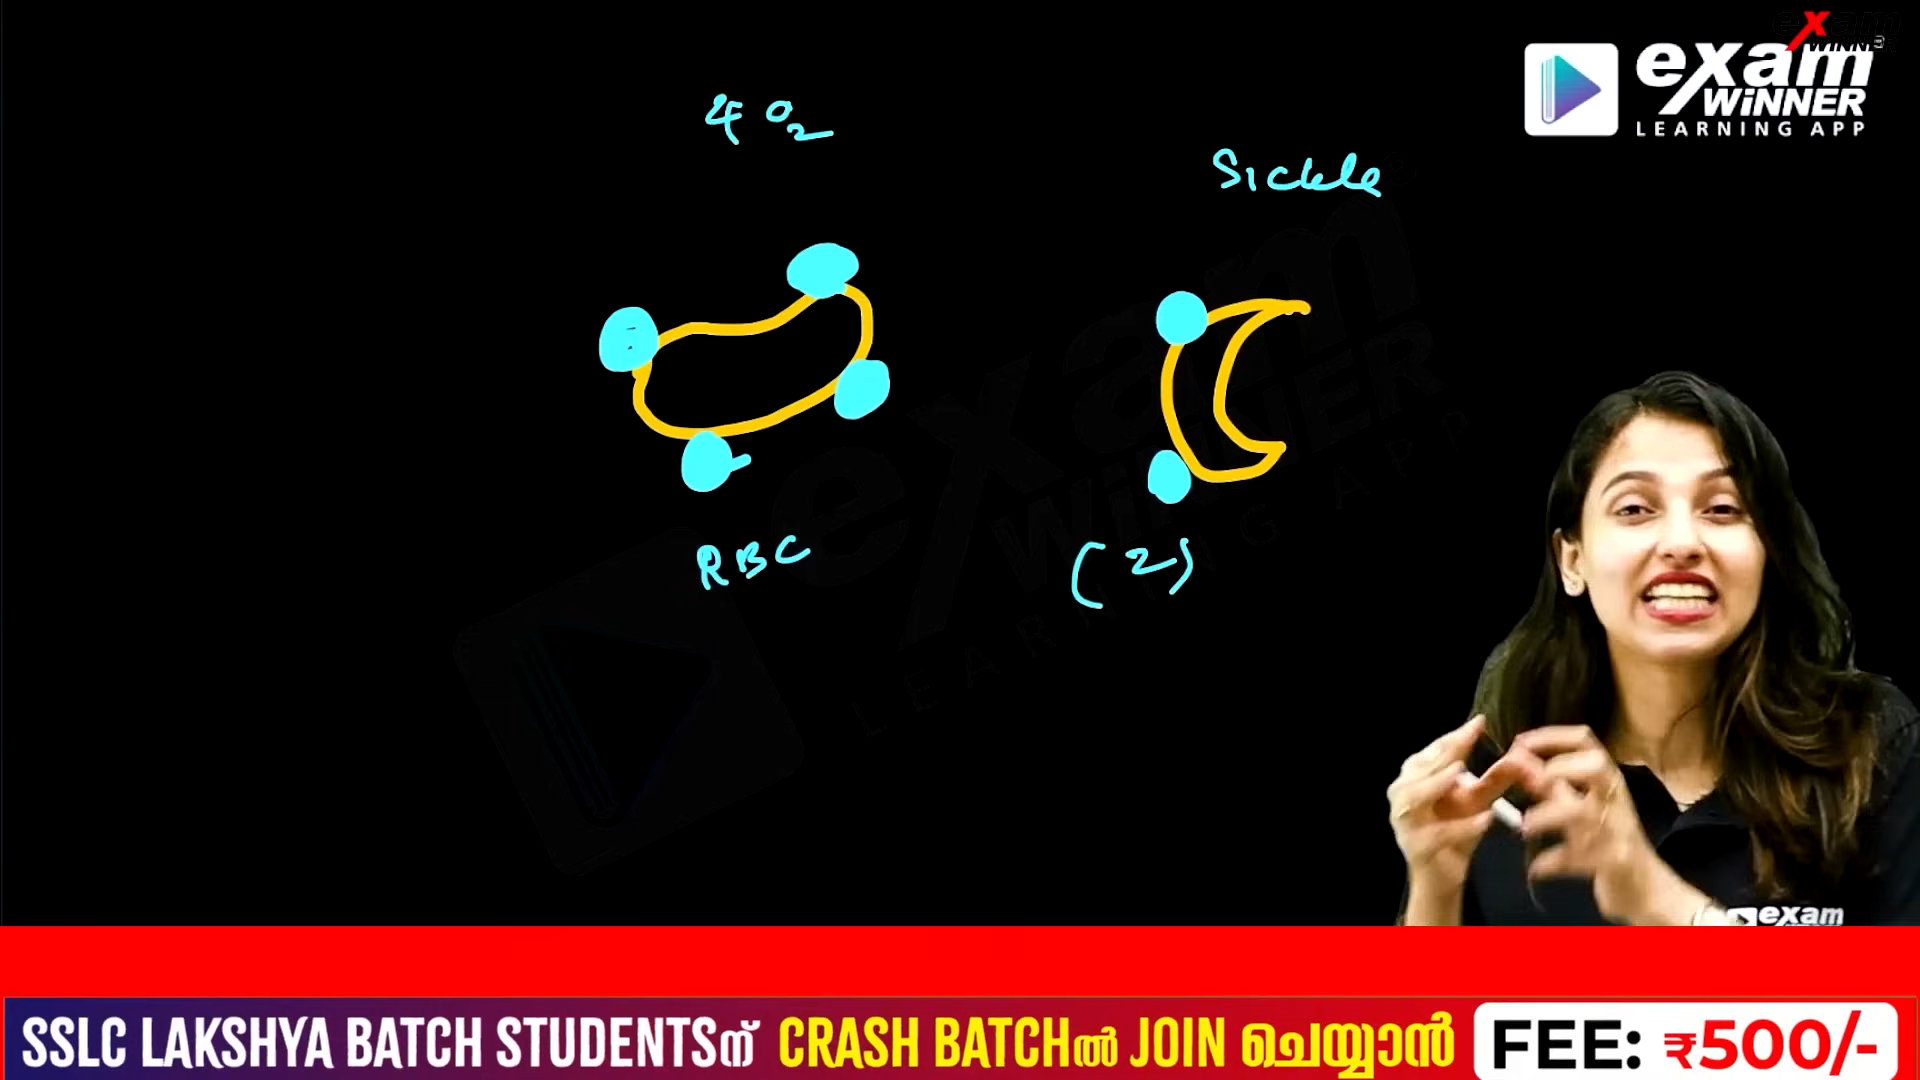 exam
WiNNER
LEARNING APP
4 O2
Sickle
RBC
(2)
exam
SSLC LAKSHYA BATCH STUDENTSന് CRASH BATCHൽ JOIN ചെയ്യാൻ FEE: ₹500/-